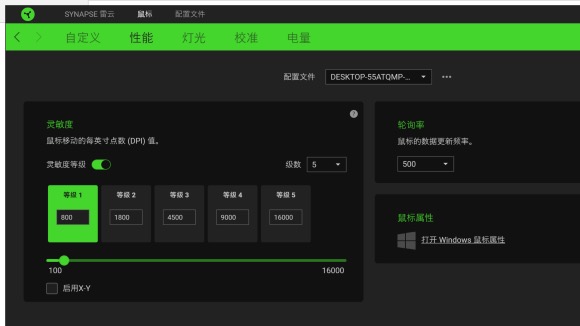 SYNAPSE 雷云 鼠标 配置文件
自定义 性能 灯光 校准 电量
配置文件 DESKTOP-55ATQMP-...
灵敏度
鼠标移动的每英寸点数 (DPI) 值。
灵敏度等级 级数 5
等级 1 等级 2 等级 3 等级 4 等级 5
800 1800 4500 9000 16000
100 16000
启用X-Y
轮询率
鼠标的数据更新频率。
500
鼠标属性
打开 Windows 鼠标属性